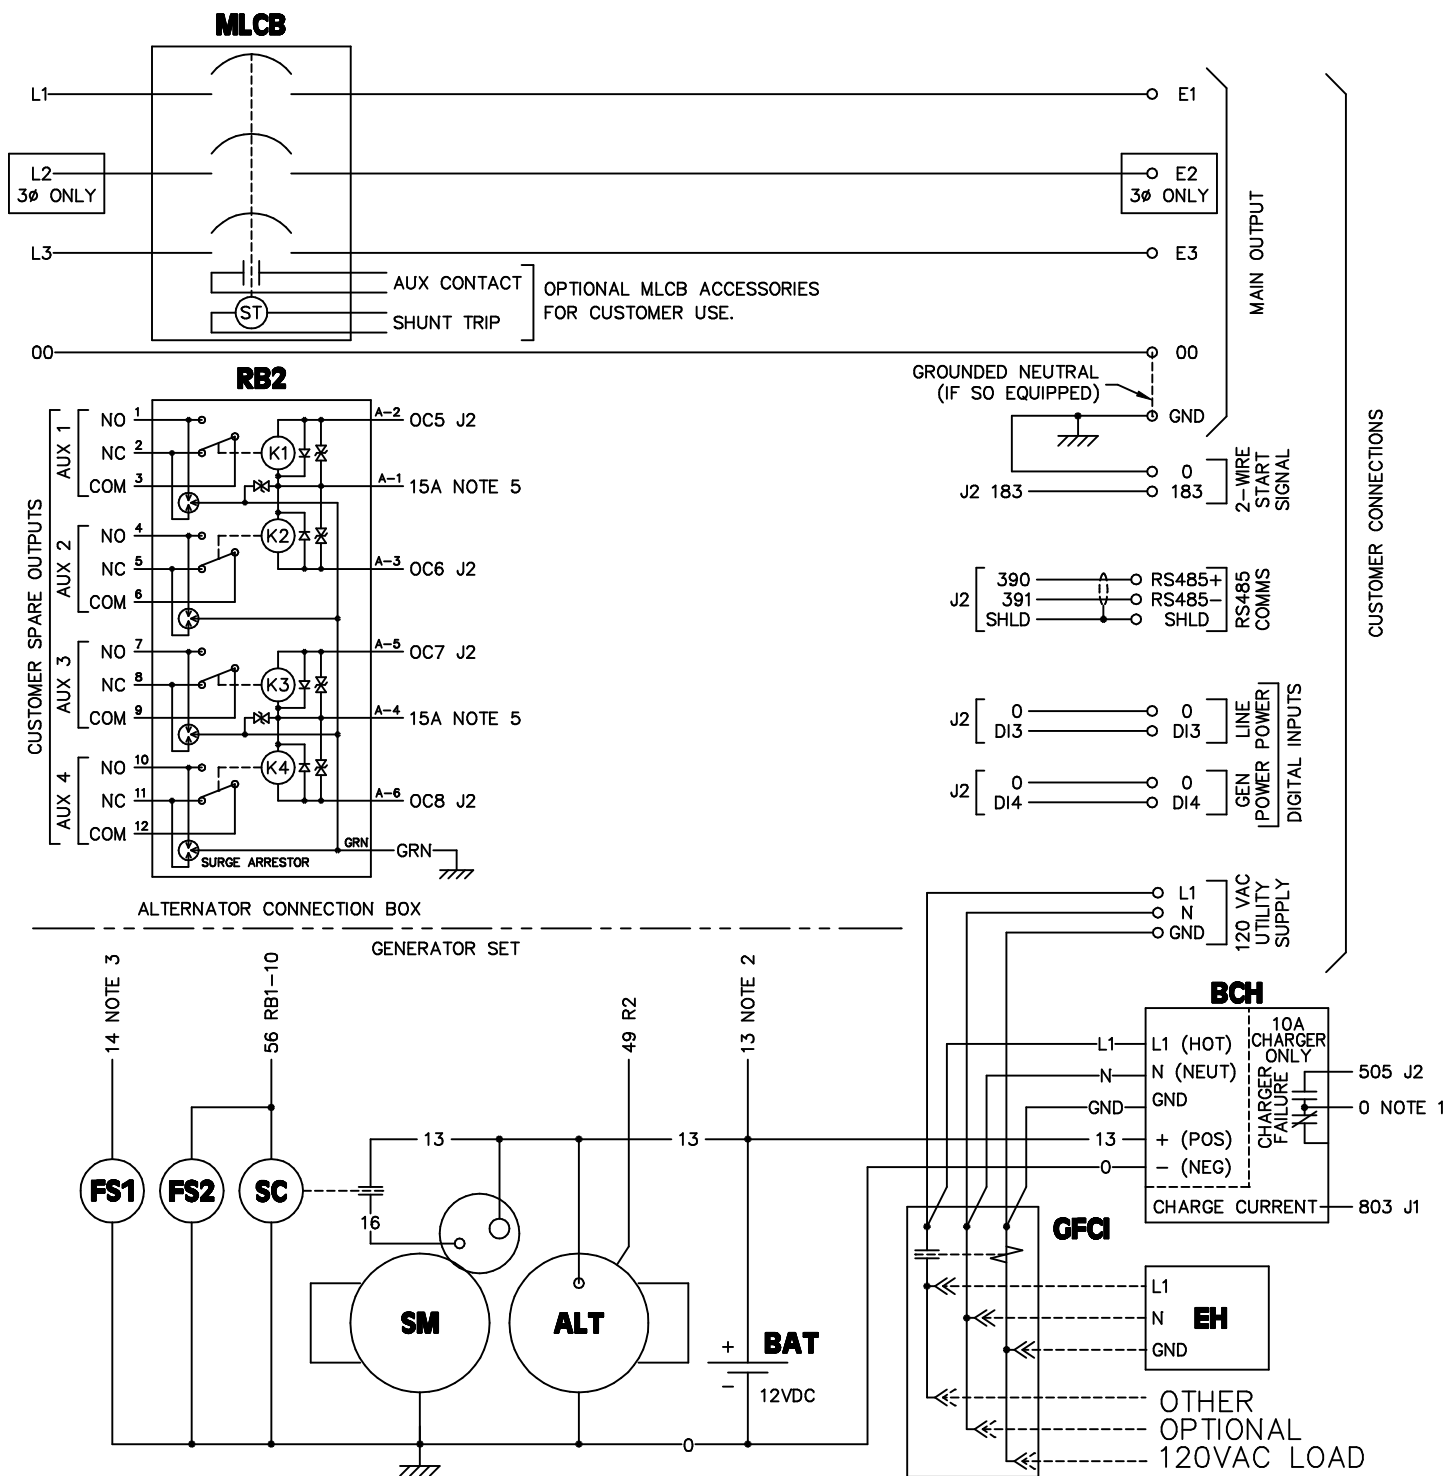 MLCB
L1
E1
L2
3ø ONLY
E2
3ø ONLY
L3
E3
AUX CONTACT
ST
SHUNT TRIP
OPTIONAL MLCB ACCESSORIES
FOR CUSTOMER USE.
MAIN OUTPUT
00
00
GROUNDED NEUTRAL
(IF SO EQUIPPED)
GND
RB2
CUSTOMER SPARE OUTPUTS
AUX 1
NO 1
NC 2
COM 3
K1
A-2 OC5 J2
A-1 15A NOTE 5
AUX 2
NO 4
NC 5
COM 6
K2
A-3 OC6 J2
AUX 3
NO 7
NC 8
COM 9
K3
A-5 OC7 J2
A-4 15A NOTE 5
AUX 4
NO 10
NC 11
COM 12
K4
A-6 OC8 J2
SURGE ARRESTOR
GRN
GRN
0
J2 183
183
2-WIRE
START
SIGNAL
CUSTOMER CONNECTIONS
J2
390
391
SHLD
RS485+
RS485-
SHLD
RS485
COMMS
J2
0
DI3
0
DI3
LINE
POWER
J2
0
DI4
0
DI4
GEN
POWER
DIGITAL INPUTS
L1
N
GND
120 VAC
UTILITY
SUPPLY
ALTERNATOR CONNECTION BOX
GENERATOR SET
14 NOTE 3
56 RB1-10
49 R2
13 NOTE 2
FS1
FS2
SC
13
13
16
SM
ALT
+
BAT
-
12VDC
0
BCH
L1
L1 (HOT)
N
N (NEUT)
GND
GND
13
+ (POS)
0
- (NEG)
10A
CHARGER
ONLY
CHARGER
FAILURE
505 J2
0 NOTE 1
CHARGE CURRENT
803 J1
GFCI
L1
N
GND
EH
OTHER
OPTIONAL
120VAC LOAD